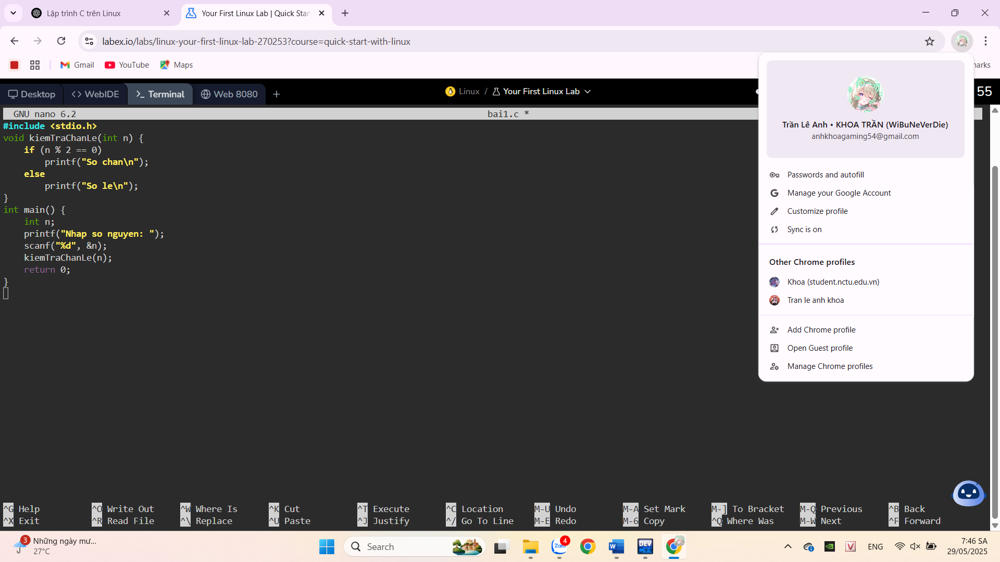 Lập trình C trên Linux
Your First Linux Lab | Quick Star
labex.io/labs/linux-your-first-linux-lab-270253?course=quick-start-with-linux
Gmail
YouTube
Maps
Desktop
WebIDE
Terminal
Web 8080
Linux / Your First Linux Lab
55
GNU nano 6.2
bai1.c *
#include <stdio.h>
void kiemTraChanLe(int n) {
    if (n % 2 == 0)
        printf("So chan\n");
    else
        printf("So le\n");
}
int main() {
    int n;
    printf("Nhap so nguyen: ");
    scanf("%d", &n);
    kiemTraChanLe(n);
    return 0;
}
Trần Lê Anh • KHOA TRẦN (WiBuNeVerDie)
anhkhoagaming54@gmail.com
Passwords and autofill
Manage your Google Account
Customize profile
Sync is on
Other Chrome profiles
Khoa (student.nctu.edu.vn)
Tran le anh khoa
Add Chrome profile
Open Guest profile
Manage Chrome profiles
^G Help ^O Write Out ^W Where Is ^K Cut ^T Execute ^C Location M-U Undo M-A Set Mark M-] To Bracket M-Q Previous ^B Back
^X Exit ^R Read File ^\ Replace ^U Paste ^J Justify ^/ Go To Line M-E Redo M-6 Copy ^Q Where Was M-W Next ^F Forward
3
Những ngày mư...
27°C
Search
Zalo
4
W
DEV
ENG
7:46 SA
29/05/2025